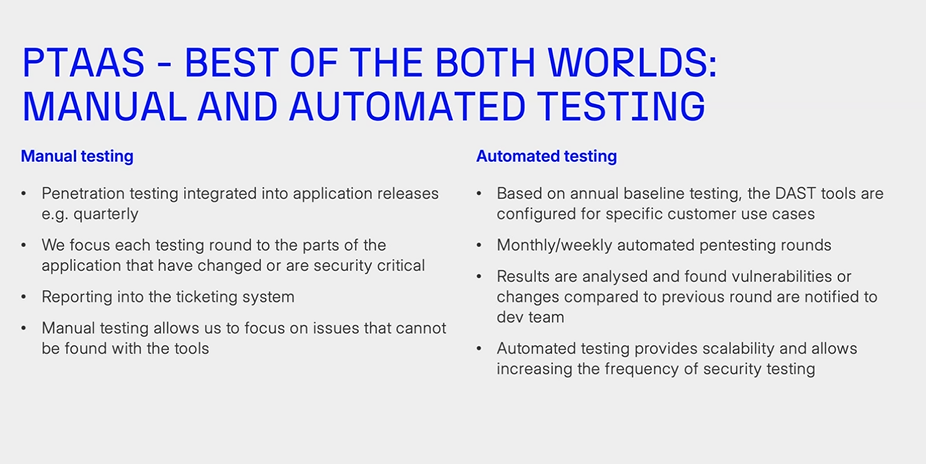 PTAAS - BEST OF THE BOTH WORLDS:
MANUAL AND AUTOMATED TESTING
Manual testing
• Penetration testing integrated into application releases
e.g. quarterly
• We focus each testing round to the parts of the
application that have changed or are security critical
• Reporting into the ticketing system
• Manual testing allows us to focus on issues that cannot
be found with the tools
Automated testing
• Based on annual baseline testing, the DAST tools are
configured for specific customer use cases
• Monthly/weekly automated pentesting rounds
• Results are analysed and found vulnerabilities or
changes compared to previous round are notified to
dev team
• Automated testing provides scalability and allows
increasing the frequency of security testing